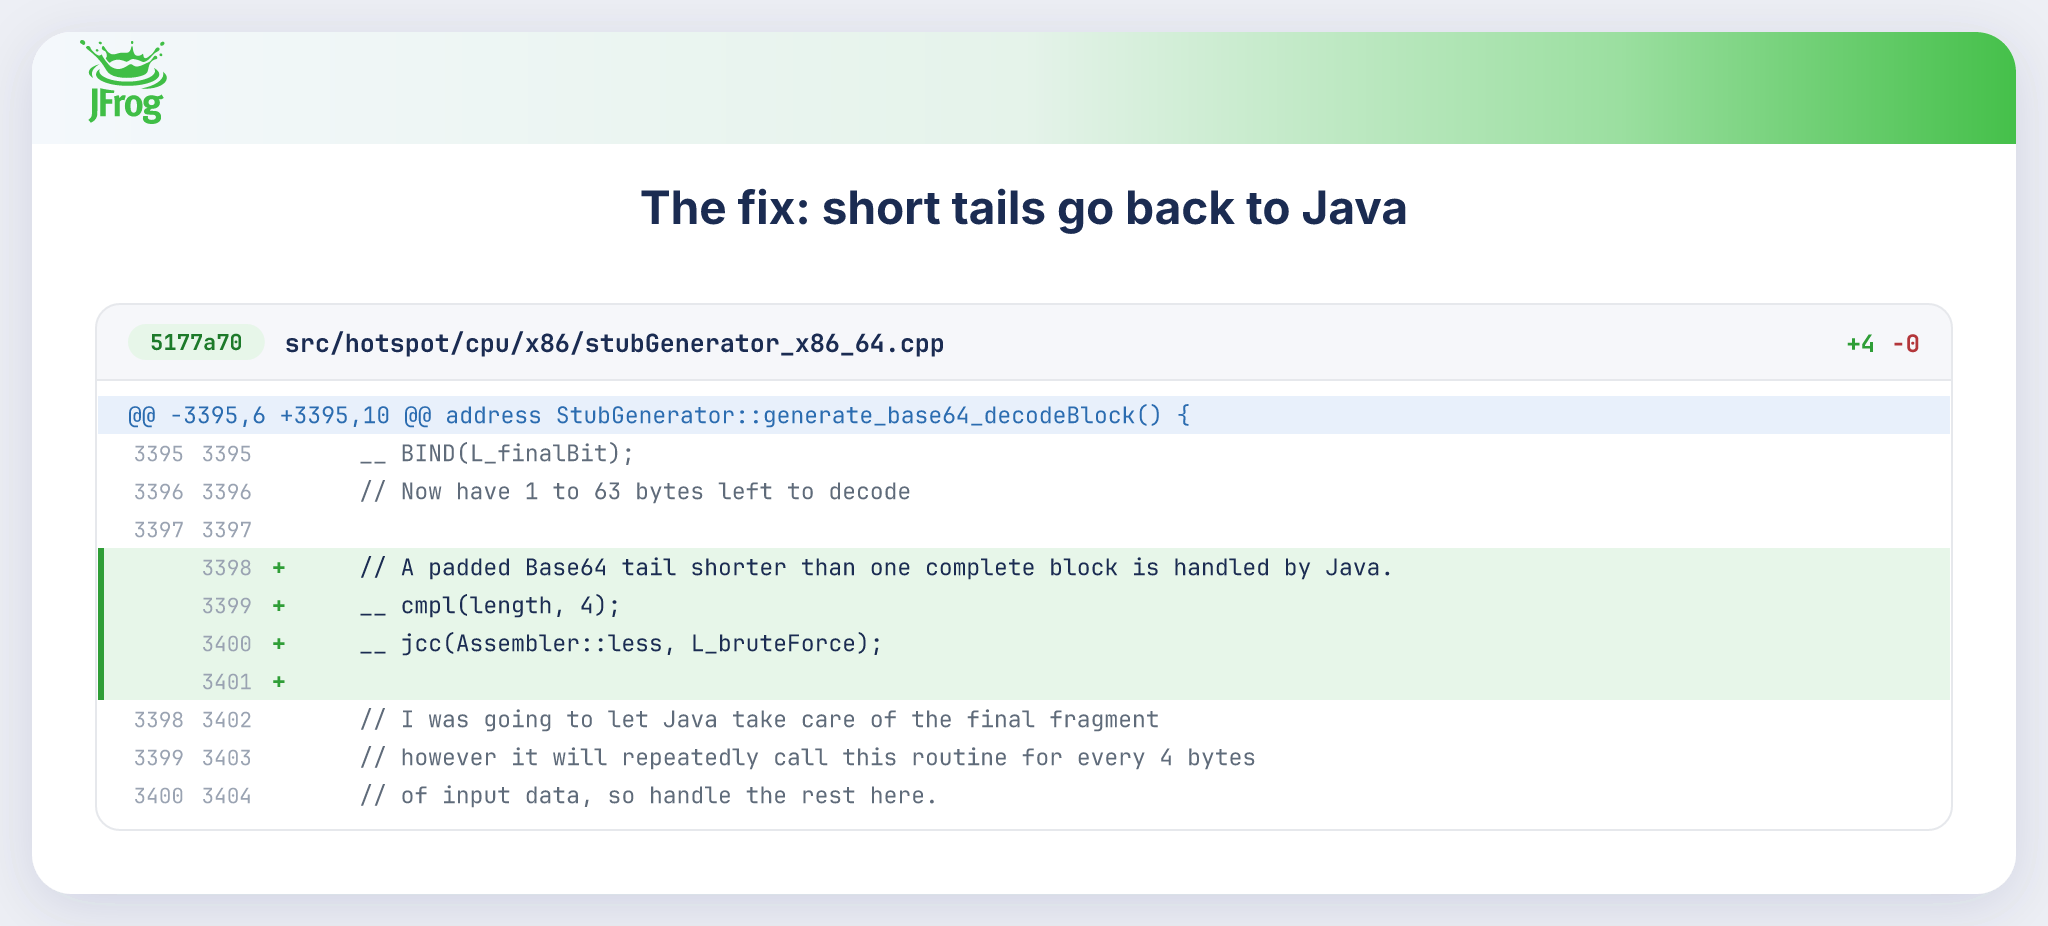 JFrog
The fix: short tails go back to Java
5177a70 src/hotspot/cpu/x86/stubGenerator_x86_64.cpp +4 -0
@@ -3395,6 +3395,10 @@ address StubGenerator::generate_base64_decodeBlock() {
3395 3395 __ BIND(L_finalBit);
3396 3396 // Now have 1 to 63 bytes left to decode
3397 3397
3398 + // A padded Base64 tail shorter than one complete block is handled by Java.
3399 + __ cmpl(length, 4);
3400 + __ jcc(Assembler::less, L_bruteForce);
3401 +
3398 3402 // I was going to let Java take care of the final fragment
3399 3403 // however it will repeatedly call this routine for every 4 bytes
3400 3404 // of input data, so handle the rest here.